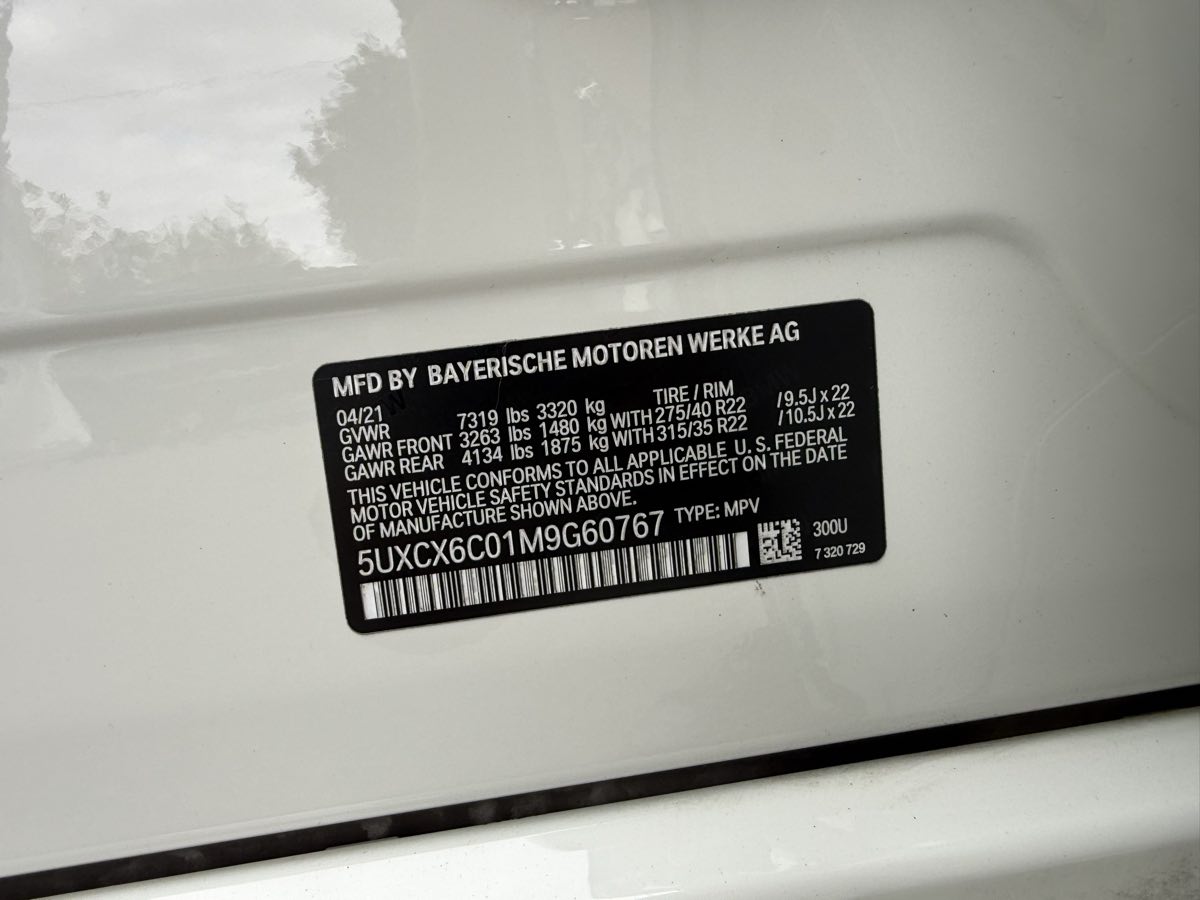 MFD BY BAYERISCHE MOTOREN WERKE AG
04/21 TIRE / RIM
GVWR 7319 lbs 3320 kg
GAWR FRONT 3263 lbs 1480 kg WITH 275/40 R22 /9.5J x 22
GAWR REAR 4134 lbs 1875 kg WITH 315/35 R22 /10.5J x 22
THIS VEHICLE CONFORMS TO ALL APPLICABLE U. S. FEDERAL
MOTOR VEHICLE SAFETY STANDARDS IN EFFECT ON THE DATE
OF MANUFACTURE SHOWN ABOVE.
5UXCX6C01M9G60767 TYPE: MPV
300U
7 320 729